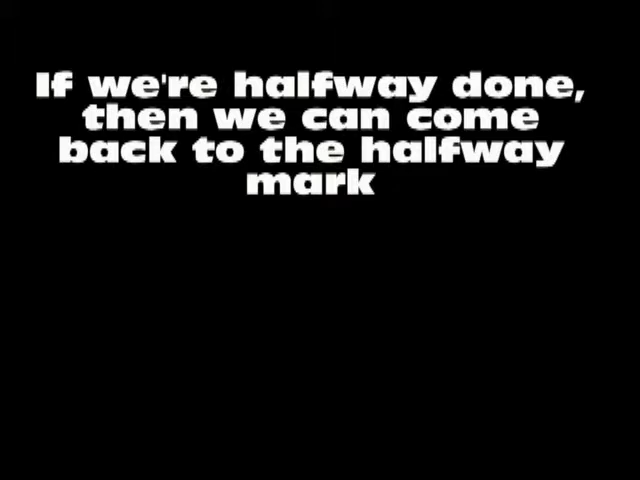 If we're halfway done,
then we can come
back to the halfway
mark